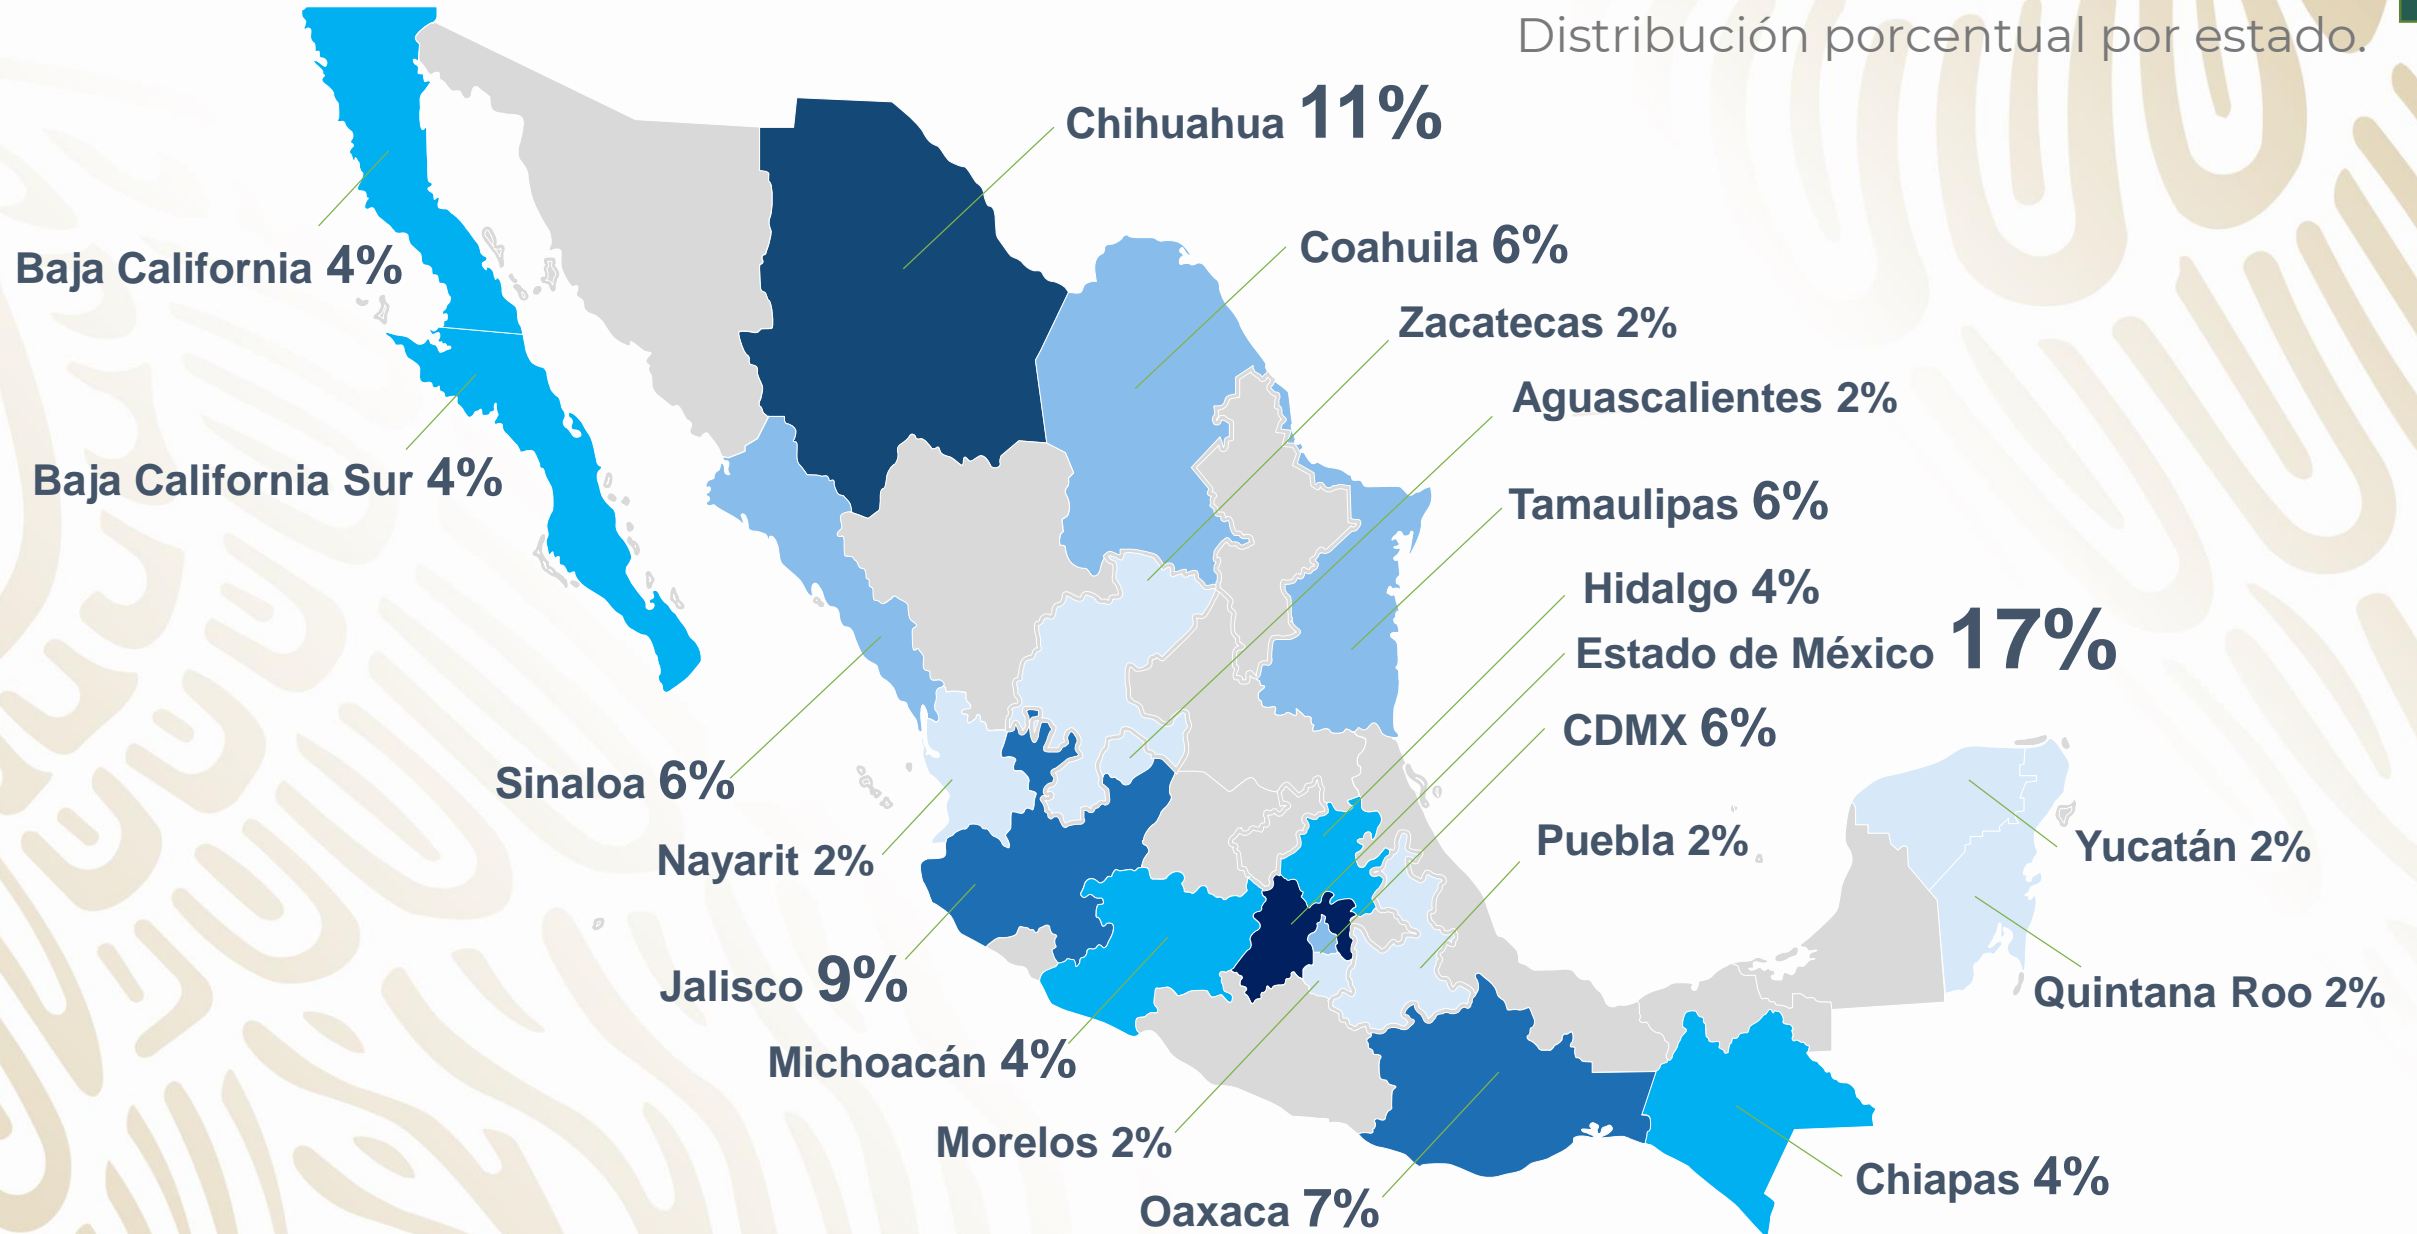 Distribución porcentual por estado.
Chihuahua 11%
Coahuila 6%
Baja California 4%
Zacatecas 2%
Aguascalientes 2%
Baja California Sur 4%
Tamaulipas 6%
Hidalgo 4%
Estado de México 17%
CDMX 6%
Sinaloa 6%
Puebla 2%
Yucatán 2%
Nayarit 2%
Jalisco 9%
Quintana Roo 2%
Michoacán 4%
Morelos 2%
Chiapas 4%
Oaxaca 7%